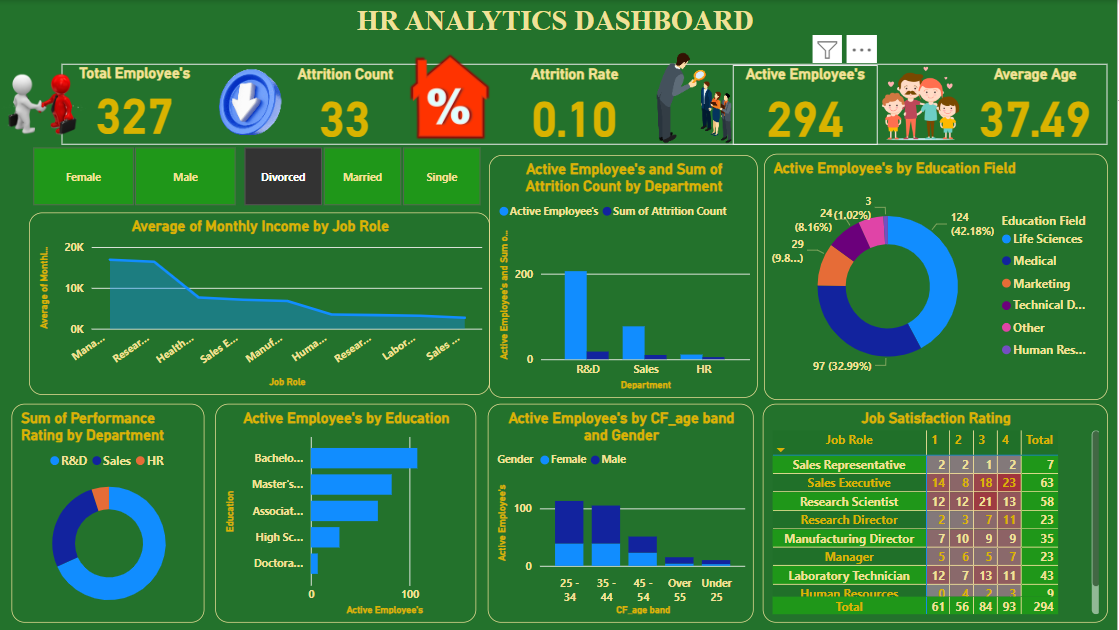 HR ANALYTICS DASHBOARD
Total Employee's
327
Attrition Count
33
%
Attrition Rate
0.10
Active Employee's
294
Average Age
37.49
Female
Male
Divorced
Married
Single
Average of Monthly Income by Job Role
Average of Monthl...
20K
10K
0K
Mana...
Resear...
Health...
Sales E...
Manuf...
Huma...
Resear...
Labor...
Sales ...
Job Role
Active Employee's and Sum of
Attrition Count by Department
Active Employee's
Sum of Attrition Count
Active Employee's and Sum o...
200
0
R&D
Sales
HR
Department
Active Employee's by Education Field
124
(42.18%)
97 (32.99%)
29
(9.8...)
24
(8.16%)
3
(1.02%)
Education Field
Life Sciences
Medical
Marketing
Technical D...
Other
Human Res...
Sum of Performance
Rating by Department
R&D
Sales
HR
Active Employee's by Education
Education
Bachelo...
Master's...
Associat...
High Sc...
Doctora...
0
100
Active Employee's
Active Employee's by CF_age band
and Gender
Gender
Female
Male
Active Employee's
100
0
25 -
34
35 -
44
45 -
54
Over
55
Under
25
CF_age band
Job Satisfaction Rating
Job Role 1 2 3 4 Total
Sales Representative 2 2 1 2 7
Sales Executive 14 8 18 23 63
Research Scientist 12 12 21 13 58
Research Director 2 3 7 11 23
Manufacturing Director 7 10 9 9 35
Manager 5 6 5 7 23
Laboratory Technician 12 7 13 11 43
Human Resources 0 4 2 3 9
Total 61 56 84 93 294